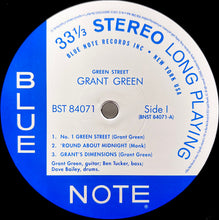 33⅓ STEREO LONG PLAYING
BLUE NOTE RECORDS INC • NEW YORK USA
GREEN STREET
GRANT GREEN
BST 84071
Side I
(BNST 84071-A)
1. No. 1 GREEN STREET (Grant Green)
2. 'ROUND ABOUT MIDNIGHT (Monk)
3. GRANT'S DIMENSIONS (Grant Green)
Grant Green, guitar; Ben Tucker, bass;
Dave Bailey, drums.
BLUE
NOTE®